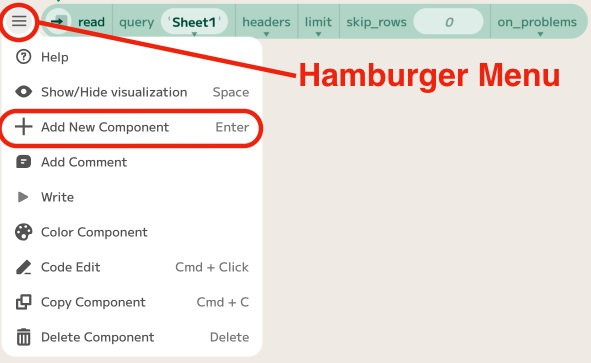 read query 'Sheet1' headers limit skip_rows 0 on_problems
Hamburger Menu
Help
Show/Hide visualization Space
Add New Component Enter
Add Comment
Write
Color Component
Code Edit Cmd + Click
Copy Component Cmd + C
Delete Component Delete